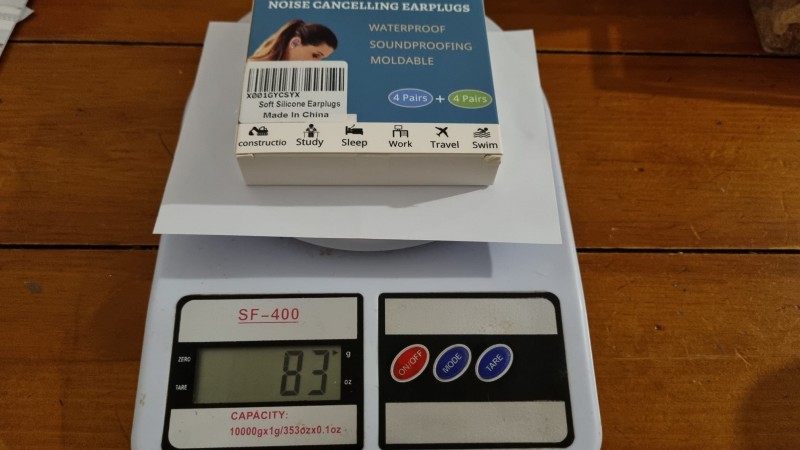 NOISE CANCELLING EARPLUGS
WATERPROOF
SOUNDPROOFING
MOLDABLE
X001GYCSYX
Soft Silicone Earplugs
Made In China
4 Pairs + 4 Pairs
constructio Study Sleep Work Travel Swim
SF-400
ZERO
TARE
83
g
oz
CAPACITY:
10000gx1g/353ozx0.1oz
ON/OFF
MODE
TARE